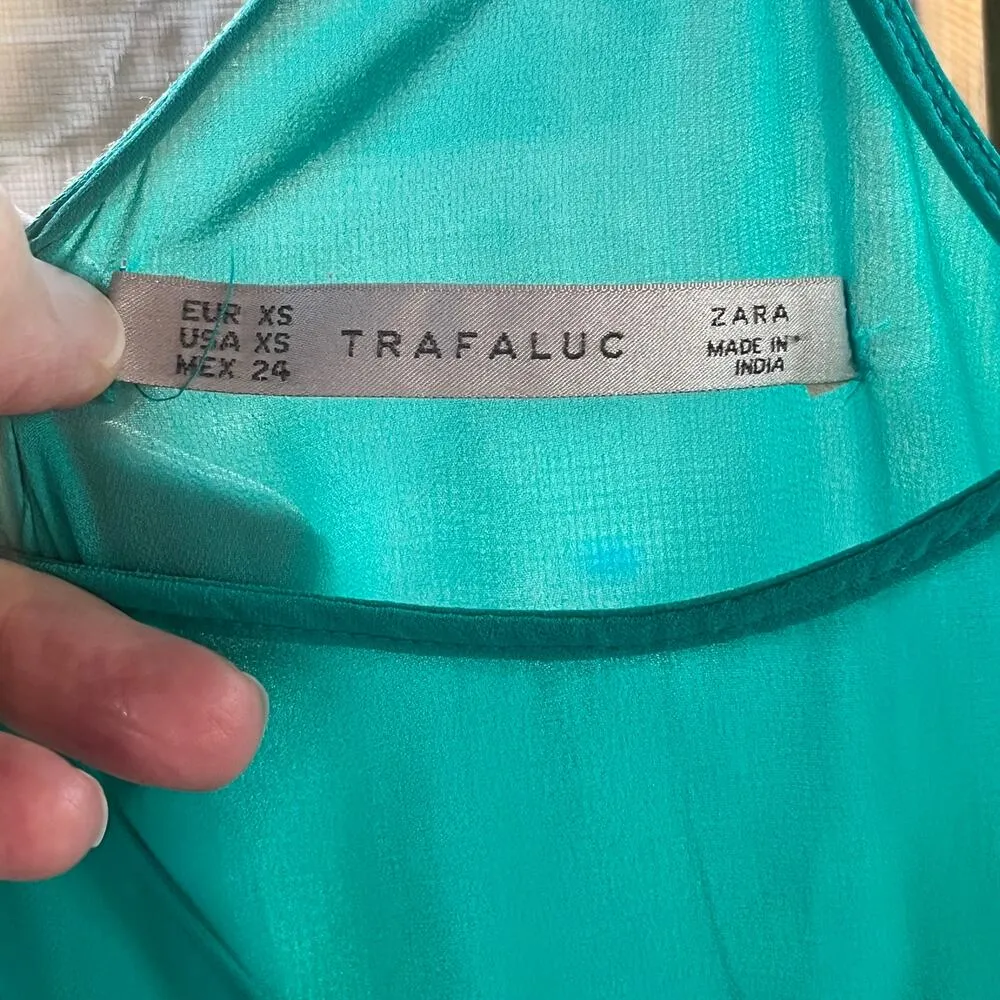 EUR XS
USA XS
MEX 24
TRAFALUC
ZARA
MADE IN
INDIA